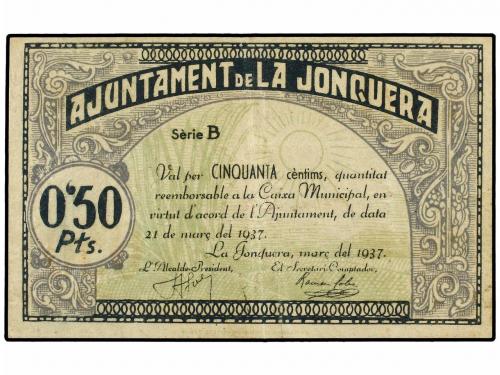 AJUNTAMENT DE LA JONQUERA
Sèrie B
Val per CINQUANTA cèntims, quantitat
reemborsable a la Caixa Municipal, en
virtut d'acord de l'Ajuntament, de data
21 de març del 1937.
La Jonquera, març del 1937.
L'Alcalde-President, El Secretari-Comptador,
0'50
Pts.